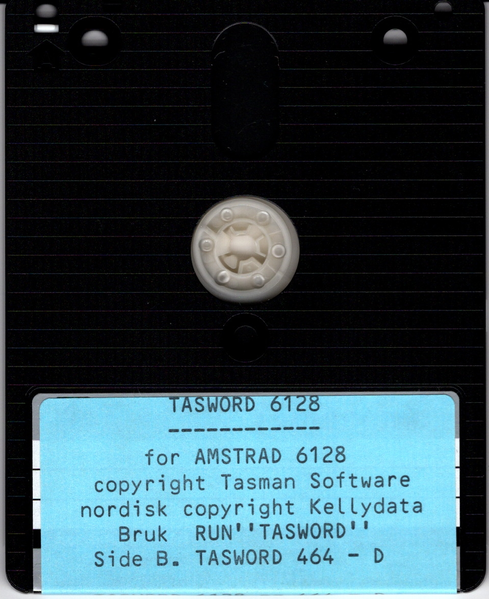 TASWORD 6128
------------
for AMSTRAD 6128
copyright Tasman Software
nordisk copyright Kellydata
Bruk RUN''TASWORD''
Side B. TASWORD 464 - D